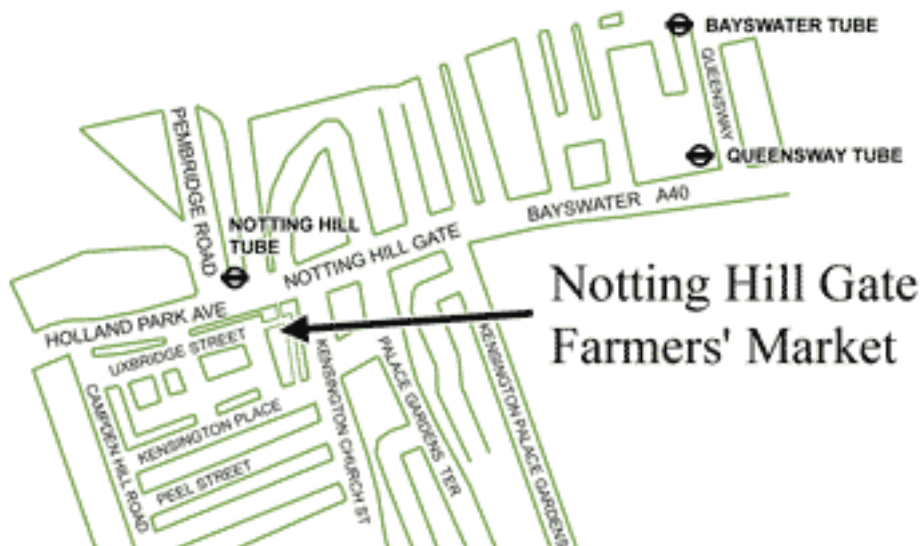 BAYSWATER TUBE
QUEENSWAY
QUEENSWAY TUBE
BAYSWATER A40
PEMBRIDGE ROAD
NOTTING HILL
TUBE
NOTTING HILL GATE
HOLLAND PARK AVE
Notting Hill Gate
Farmers' Market
UXBRIDGE STREET
CAMPDEN HILL ROAD
KENSINGTON PLACE
PEEL STREET
KENSINGTON CHURCH ST
PALACE GARDENS TER
KENSINGTON PALACE GARDENS